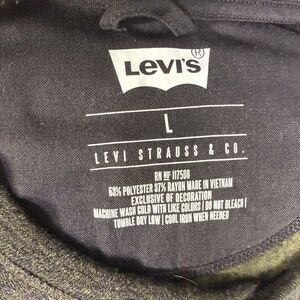 LEVI'S®
L
LEVI STRAUSS & CO.
RN Nº 117508
63% POLYESTER 37% RAYON MADE IN VIETNAM
EXCLUSIVE OF DECORATION
MACHINE WASH COLD WITH LIKE COLORS | DO NOT BLEACH |
TUMBLE DRY LOW | COOL IRON WHEN NEEDED